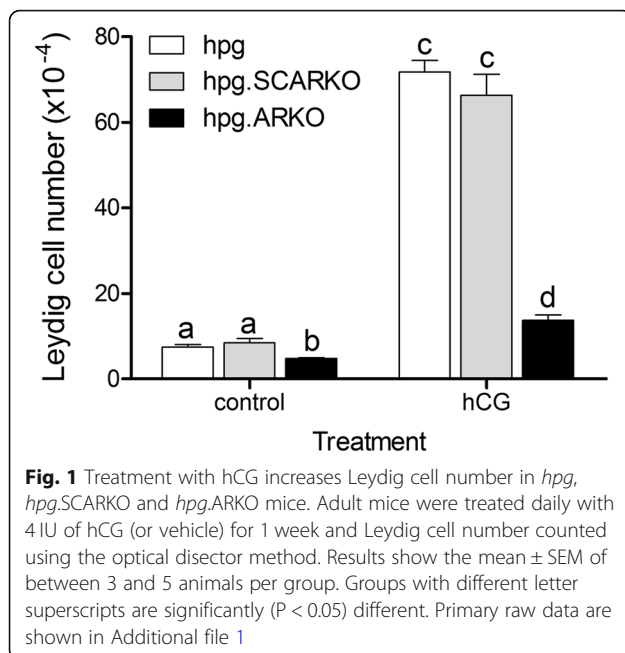 80
60
40
20
0
Leydig cell number (x10⁻⁴)
hpg
hpg.SCARKO
hpg.ARKO
a
a
b
c
c
d
control
hCG
Treatment
Fig. 1 Treatment with hCG increases Leydig cell number in hpg,
hpg.SCARKO and hpg.ARKO mice. Adult mice were treated daily with
4 IU of hCG (or vehicle) for 1 week and Leydig cell number counted
using the optical disector method. Results show the mean ± SEM of
between 3 and 5 animals per group. Groups with different letter
superscripts are significantly (P < 0.05) different. Primary raw data are
shown in Additional file 1